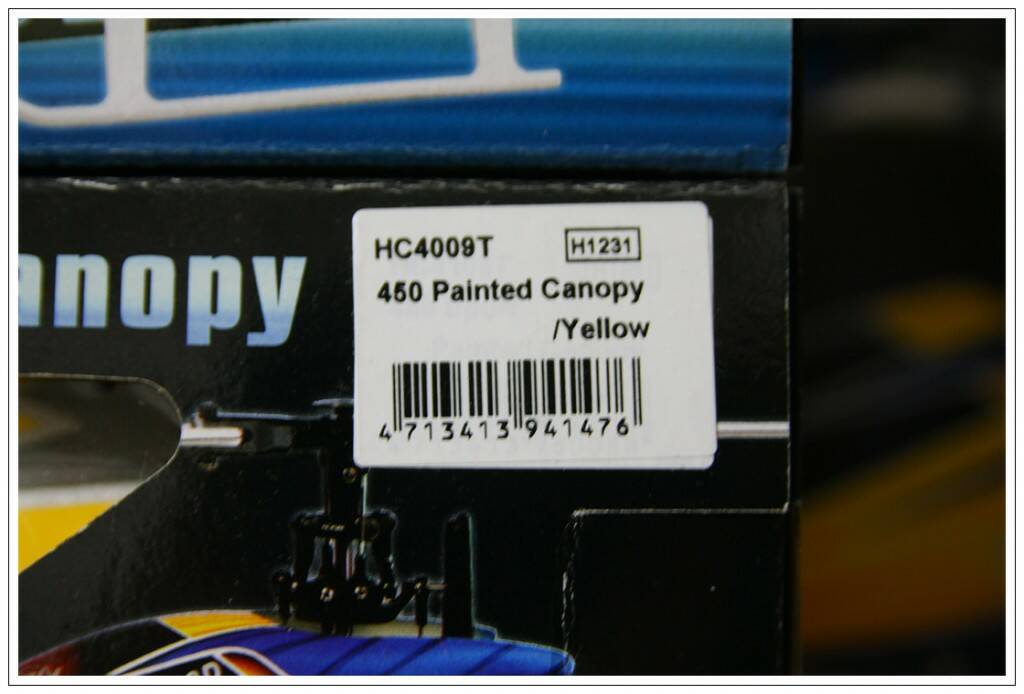 anopy
HC4009T H1231
450 Painted Canopy
/Yellow
4 713413 941476